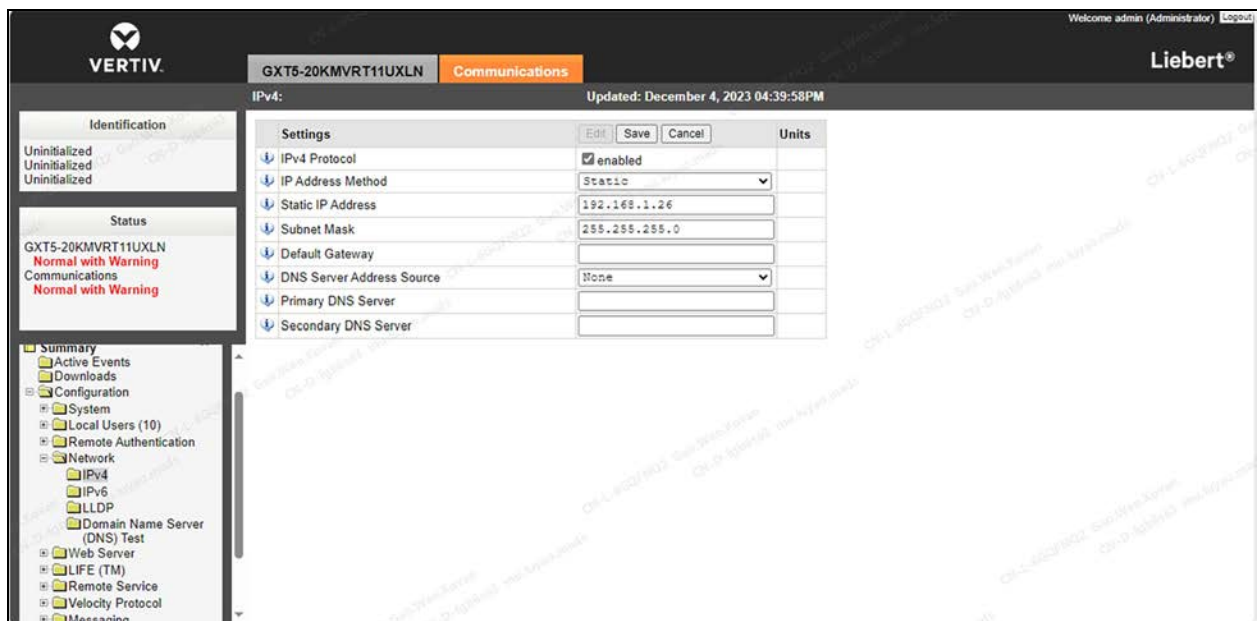 Welcome admin (Administrator) Logout
VERTIV
GXT5-20KMVRT11UXLN Communications
Liebert®
IPv4: Updated: December 4, 2023 04:39:58PM
Identification
Uninitialized
Uninitialized
Uninitialized
Status
GXT5-20KMVRT11UXLN
Normal with Warning
Communications
Normal with Warning
Settings Edit Save Cancel Units
IPv4 Protocol enabled
IP Address Method Static
Static IP Address 192.168.1.26
Subnet Mask 255.255.255.0
Default Gateway
DNS Server Address Source None
Primary DNS Server
Secondary DNS Server
Summary
Active Events
Downloads
Configuration
System
Local Users (10)
Remote Authentication
Network
IPv4
IPv6
LLDP
Domain Name Server
(DNS) Test
Web Server
LIFE (TM)
Remote Service
Velocity Protocol
Messaging